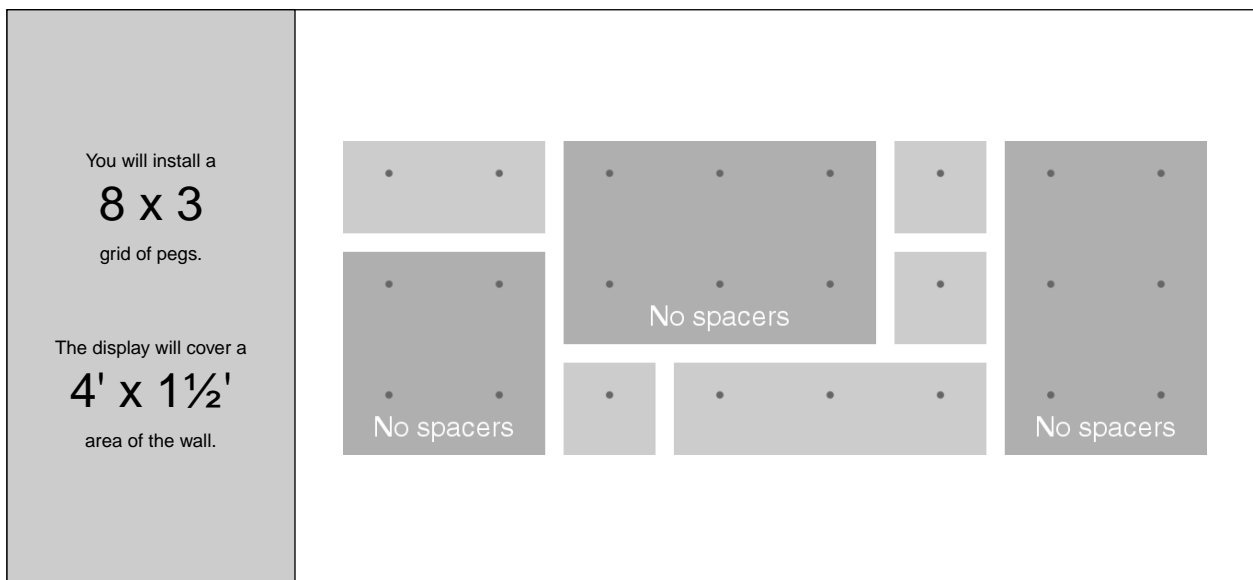 You will install a
8 x 3
grid of pegs.
The display will cover a
4' x 1½'
area of the wall.
No spacers
No spacers
No spacers